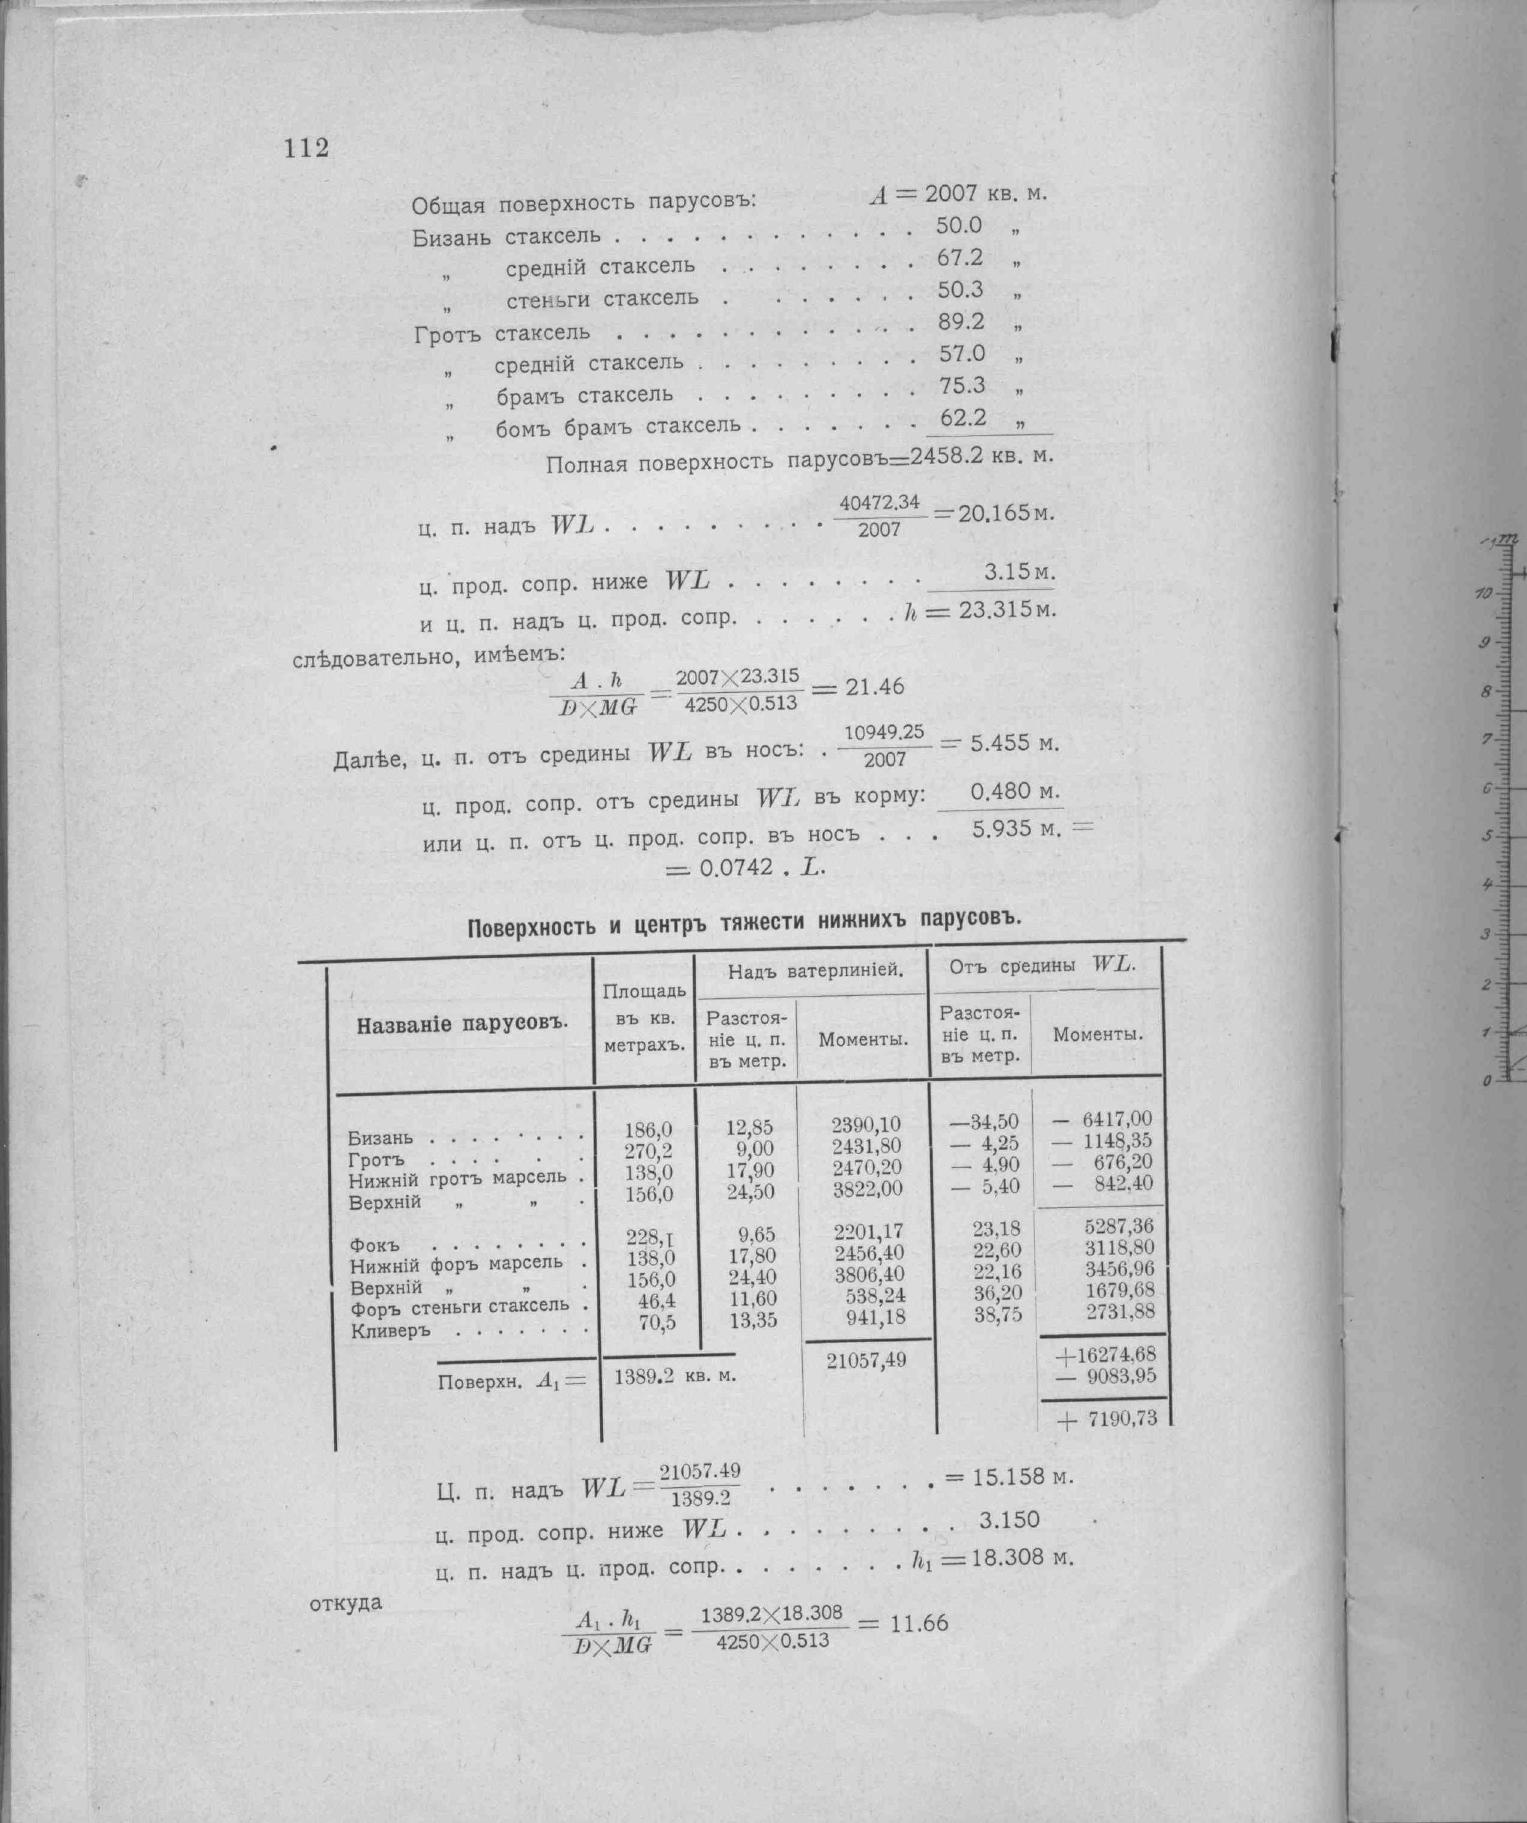 112
Общая поверхность парусовъ: A = 2007 кв. м.
Бизань стаксель . . . . . . . . . . . . 50.0 „
„ средній стаксель . . . . . . . . 67.2 „
„ стеньги стаксель . . . . . . . 50.3 „
Гротъ стаксель . . . . . . . . . . . . 89.2 „
„ средній стаксель . . . . . . . . . 57.0 „
„ брамъ стаксель . . . . . . . . . 75.3 „
„ бомъ брамъ стаксель . . . . . . . 62.2 „
Полная поверхность парусовъ=2458.2 кв. м.
ц. п. надъ WL . . . . . . . . . 40472.34/2007 = 20.165 м.
ц. прод. сопр. ниже WL . . . . . . . . 3.15 м.
и ц. п. надъ ц. прод. сопр. . . . . . . h = 23.315 м.
слѣдовательно, имѣемъ:
A . h / D×MG = 2007×23.315 / 4250×0.513 = 21.46
Далѣе, ц. п. отъ средины WL въ носъ: . 10949.25/2007 = 5.455 м.
ц. прод. сопр. отъ средины WL въ корму: 0.480 м.
или ц. п. отъ ц. прод. сопр. въ носъ . . . 5.935 м. =
= 0.0742 . L.
Поверхность и центръ тяжести нижнихъ парусовъ.
Названіе парусовъ. Площадь въ кв. метрахъ. Надъ ватерлиніей. Отъ средины WL.
Разстояніе ц. п. въ метр. Моменты. Разстояніе ц. п. въ метр. Моменты.
Бизань . . . . . . . . 186,0 12,85 2390,10 —34,50 — 6417,00
Гротъ . . . . . . 270,2 9,00 2431,80 — 4,25 — 1148,35
Нижній гротъ марсель . 138,0 17,90 2470,20 — 4,90 — 676,20
Верхній „ „ . 156,0 24,50 3822,00 — 5,40 — 842,40
Фокъ . . . . . . . . 228,1 9,65 2201,17 23,18 5287,36
Нижній форъ марсель . 138,0 17,80 2456,40 22,60 3118,80
Верхній „ „ . 156,0 24,40 3806,40 22,16 3456,96
Форъ стеньги стаксель . 46,4 11,60 538,24 36,20 1679,68
Кливеръ . . . . . . . 70,5 13,35 941,18 38,75 2731,88
21057,49 +16274,68
Поверхн. A₁ = 1389.2 кв. м. — 9083,95
+ 7190,73
Ц. п. надъ WL = 21057.49/1389.2 . . . . . . . = 15.158 м.
ц. прод. сопр. ниже WL . . . . . . . . . 3.150
ц. п. надъ ц. прод. сопр. . . . . . . . h₁ = 18.308 м.
откуда
A₁ . h₁ / D×MG = 1389.2×18.308 / 4250×0.513 = 11.66
m
10
9
8
7
6
5
4
3
2
1
0